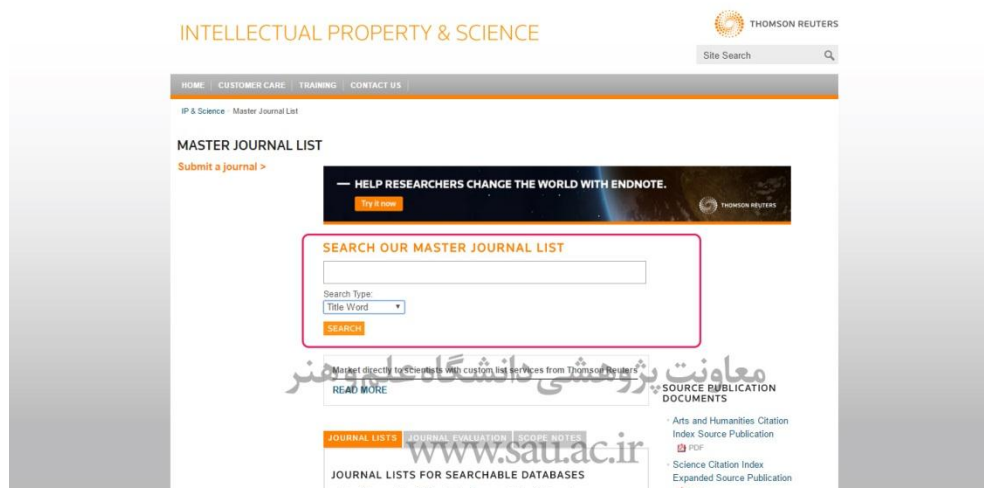 INTELLECTUAL PROPERTY & SCIENCE
THOMSON REUTERS
Site Search
HOME
CUSTOMER CARE
TRAINING
CONTACT US
IP & Science
Master Journal List
MASTER JOURNAL LIST
Submit a journal >
— HELP RESEARCHERS CHANGE THE WORLD WITH ENDNOTE.
Try it now
THOMSON REUTERS
SEARCH OUR MASTER JOURNAL LIST
Search Type:
Title Word
SEARCH
Market directly to scientists with custom list services from Thomson Reuters
READ MORE
معاونت پژوهشی دانشگاه علم و هنر
www.sau.ac.ir
SOURCE PUBLICATION
DOCUMENTS
Arts and Humanities Citation
Index Source Publication
PDF
Science Citation Index
Expanded Source Publication
JOURNAL LISTS
JOURNAL EVALUATION
SCOPE NOTES
JOURNAL LISTS FOR SEARCHABLE DATABASES